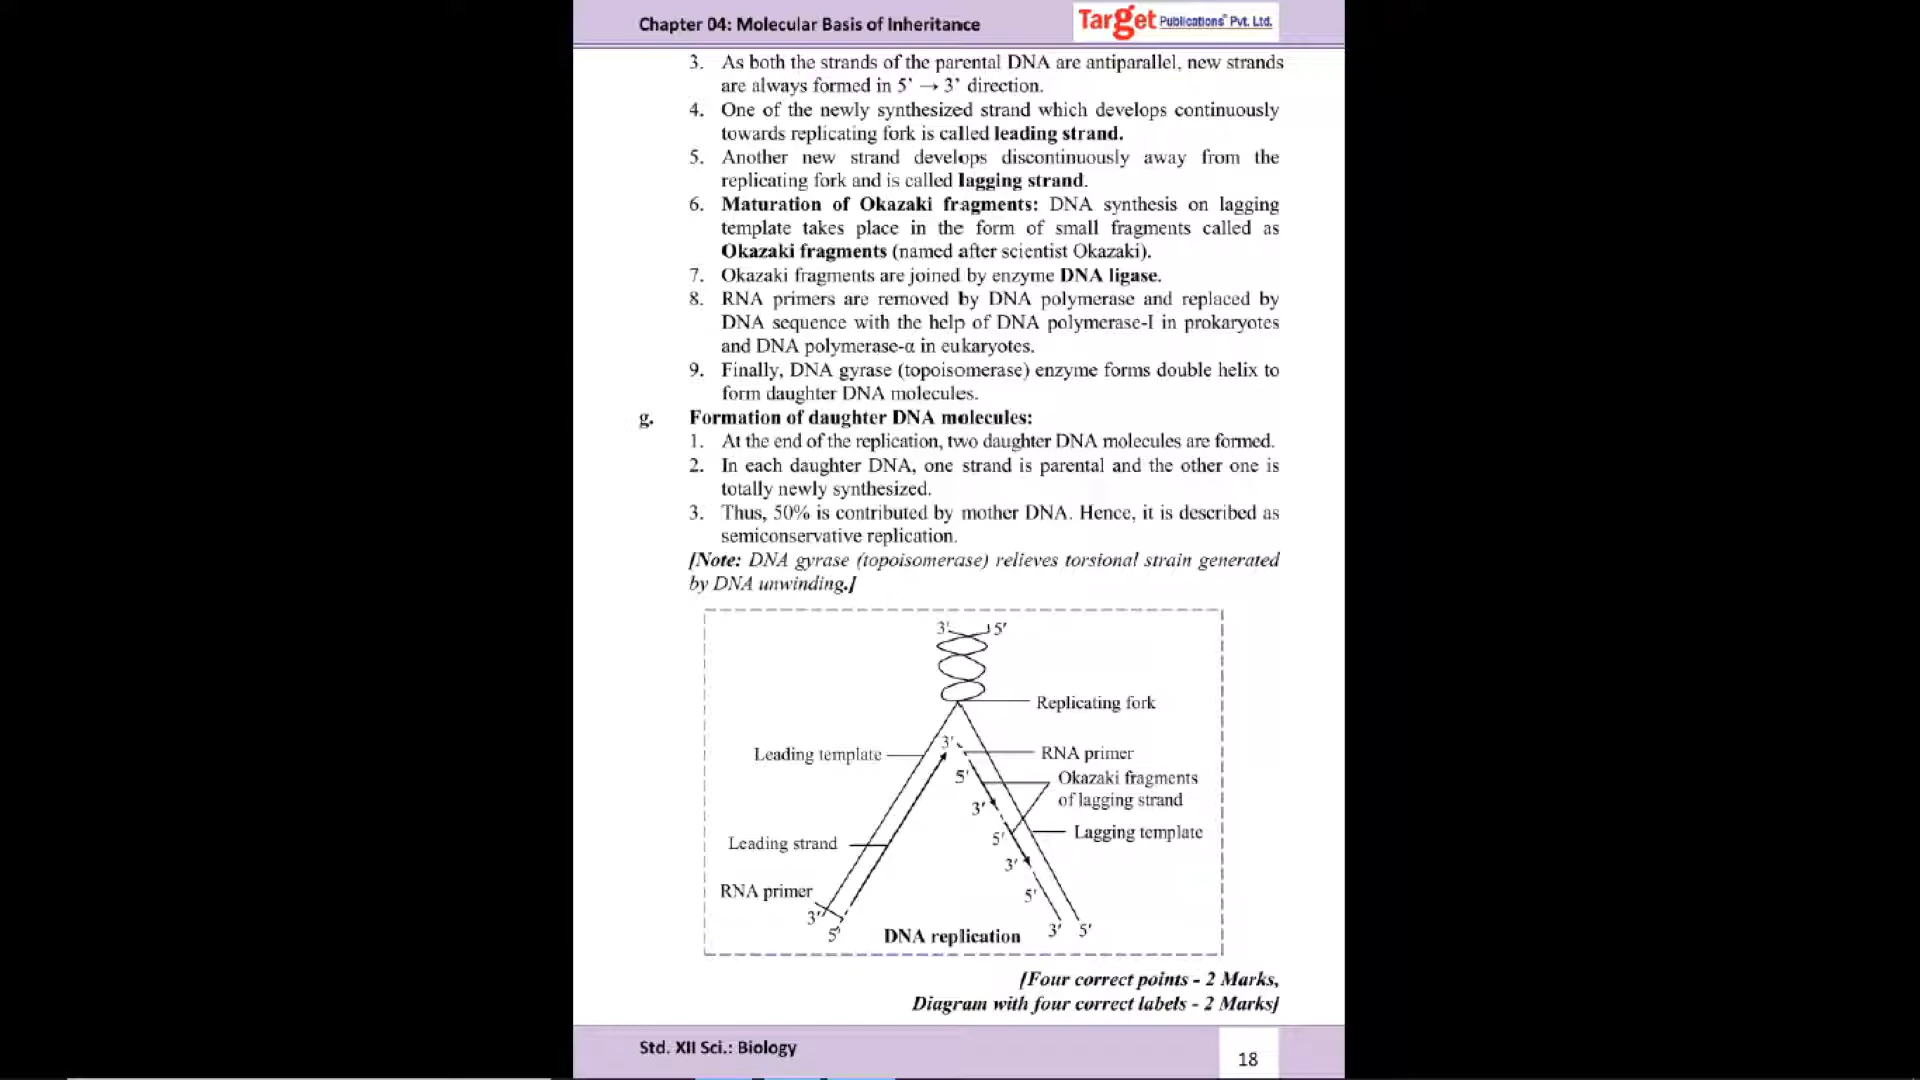 Chapter 04: Molecular Basis of Inheritance
Target Publications® Pvt. Ltd.
3. As both the strands of the parental DNA are antiparallel, new strands
are always formed in 5’ → 3’ direction.
4. One of the newly synthesized strand which develops continuously
towards replicating fork is called leading strand.
5. Another new strand develops discontinuously away from the
replicating fork and is called lagging strand.
6. Maturation of Okazaki fragments: DNA synthesis on lagging
template takes place in the form of small fragments called as
Okazaki fragments (named after scientist Okazaki).
7. Okazaki fragments are joined by enzyme DNA ligase.
8. RNA primers are removed by DNA polymerase and replaced by
DNA sequence with the help of DNA polymerase-I in prokaryotes
and DNA polymerase-α in eukaryotes.
9. Finally, DNA gyrase (topoisomerase) enzyme forms double helix to
form daughter DNA molecules.
g. Formation of daughter DNA molecules:
1. At the end of the replication, two daughter DNA molecules are formed.
2. In each daughter DNA, one strand is parental and the other one is
totally newly synthesized.
3. Thus, 50% is contributed by mother DNA. Hence, it is described as
semiconservative replication.
[Note: DNA gyrase (topoisomerase) relieves torsional strain generated
by DNA unwinding.]
3′ 5′
Replicating fork
3′
Leading template
RNA primer
5′
Okazaki fragments
of lagging strand
3′
Lagging template
5′
Leading strand
3′
RNA primer
5′
3′
5′
DNA replication
3′ 5′
[Four correct points - 2 Marks,
Diagram with four correct labels - 2 Marks]
Std. XII Sci.: Biology
18